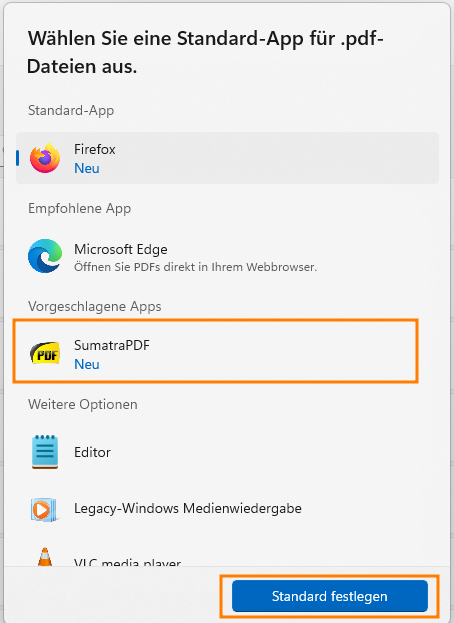 Wählen Sie eine Standard-App für .pdf-
Dateien aus.
Standard-App
Firefox
Neu
Empfohlene App
Microsoft Edge
Öffnen Sie PDFs direkt in Ihrem Webbrowser.
Vorgeschlagene Apps
PDF
SumatraPDF
Neu
Weitere Optionen
Editor
Legacy-Windows Medienwiedergabe
VLC media player
Standard festlegen